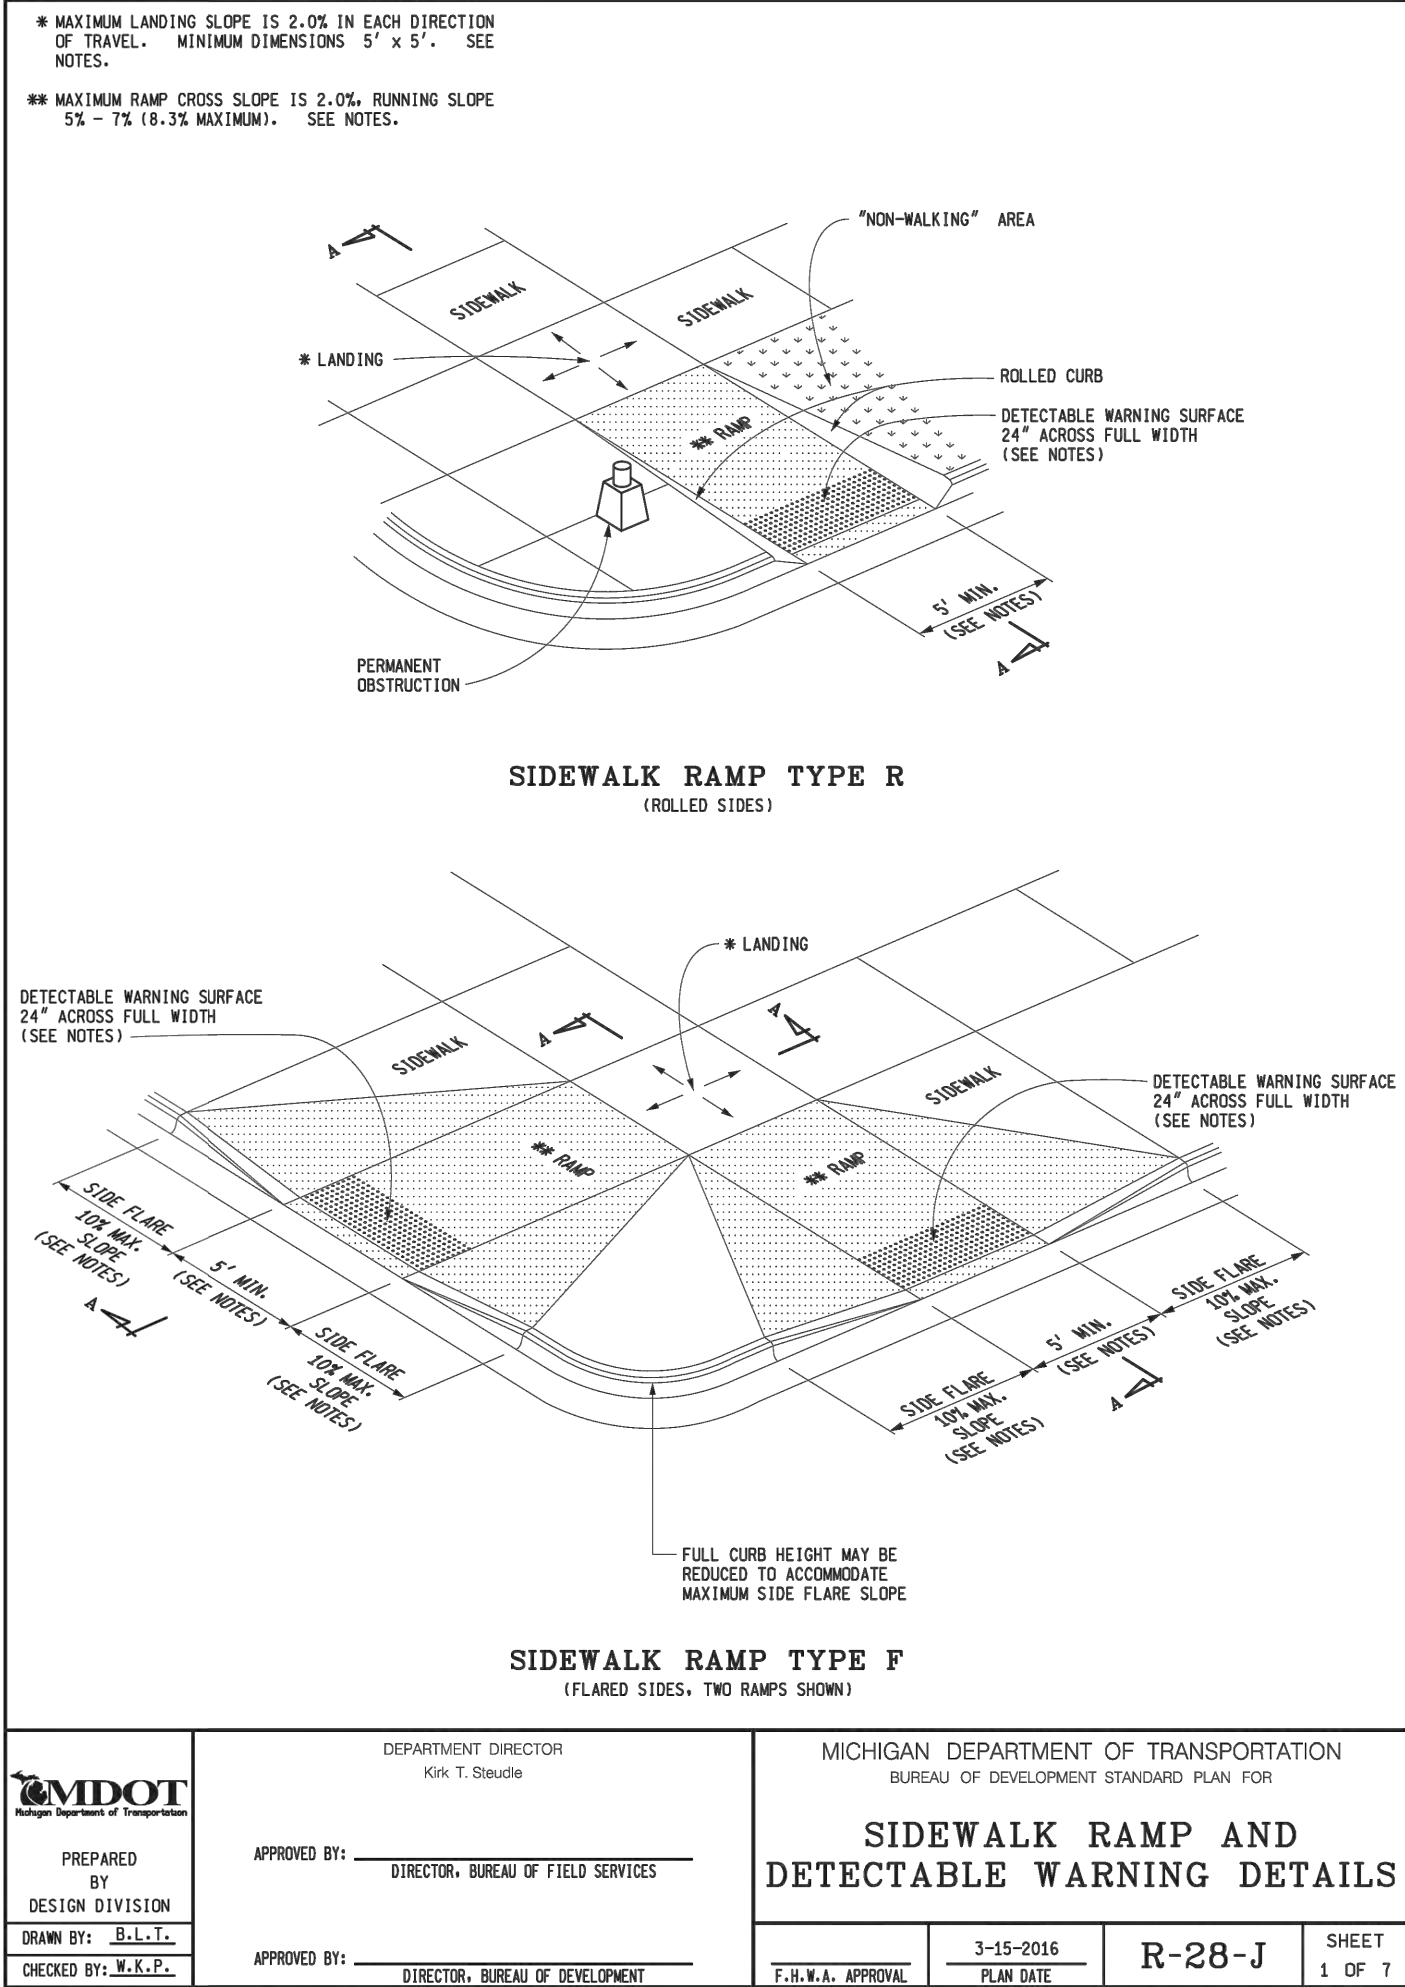 * MAXIMUM LANDING SLOPE IS 2.0% IN EACH DIRECTION
OF TRAVEL. MINIMUM DIMENSIONS 5' x 5'. SEE
NOTES.
** MAXIMUM RAMP CROSS SLOPE IS 2.0%, RUNNING SLOPE
5% - 7% (8.3% MAXIMUM). SEE NOTES.
"NON-WALKING" AREA
A
SIDEWALK
SIDEWALK
* LANDING
ROLLED CURB
DETECTABLE WARNING SURFACE
24" ACROSS FULL WIDTH
(SEE NOTES)
** RAMP
5' MIN.
(SEE NOTES)
A
PERMANENT
OBSTRUCTION
SIDEWALK RAMP TYPE R
(ROLLED SIDES)
* LANDING
DETECTABLE WARNING SURFACE
24" ACROSS FULL WIDTH
(SEE NOTES)
A
A
SIDEWALK
SIDEWALK
DETECTABLE WARNING SURFACE
24" ACROSS FULL WIDTH
(SEE NOTES)
** RAMP
** RAMP
SIDE FLARE
10% MAX.
SLOPE
(SEE NOTES)
5' MIN.
(SEE NOTES)
A
SIDE FLARE
10% MAX.
SLOPE
(SEE NOTES)
SIDE FLARE
10% MAX.
SLOPE
(SEE NOTES)
5' MIN.
(SEE NOTES)
A
SIDE FLARE
10% MAX.
SLOPE
(SEE NOTES)
FULL CURB HEIGHT MAY BE
REDUCED TO ACCOMMODATE
MAXIMUM SIDE FLARE SLOPE
SIDEWALK RAMP TYPE F
(FLARED SIDES, TWO RAMPS SHOWN)
MDOT
Michigan Department of Transportation
PREPARED
BY
DESIGN DIVISION
DRAWN BY: B.L.T.
CHECKED BY: W.K.P.
DEPARTMENT DIRECTOR
Kirk T. Steudle
APPROVED BY:
DIRECTOR, BUREAU OF FIELD SERVICES
APPROVED BY:
DIRECTOR, BUREAU OF DEVELOPMENT
MICHIGAN DEPARTMENT OF TRANSPORTATION
BUREAU OF DEVELOPMENT STANDARD PLAN FOR
SIDEWALK RAMP AND
DETECTABLE WARNING DETAILS
F.H.W.A. APPROVAL
3-15-2016
PLAN DATE
R-28-J
SHEET
1 OF 7